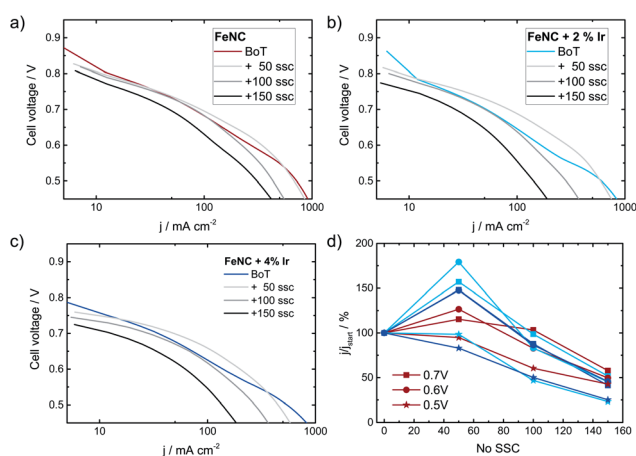 a)
FeNC
BoT
+ 50 ssc
+100 ssc
+150 ssc
0.9
0.8
0.7
0.6
0.5
Cell voltage / V
10
100
1000
j / mA cm⁻²
b)
FeNC + 2 % Ir
BoT
+ 50 ssc
+100 ssc
+150 ssc
0.9
0.8
0.7
0.6
0.5
Cell voltage / V
10
100
1000
j / mA cm⁻²
c)
FeNC + 4% Ir
BoT
+ 50 ssc
+100 ssc
+150 ssc
0.9
0.8
0.7
0.6
0.5
Cell voltage / V
10
100
1000
j / mA cm⁻²
d)
200
150
100
50
0
j/jstart / %
0.7V
0.6V
0.5V
0 20 40 60 80 100 120 140 160
No SSC